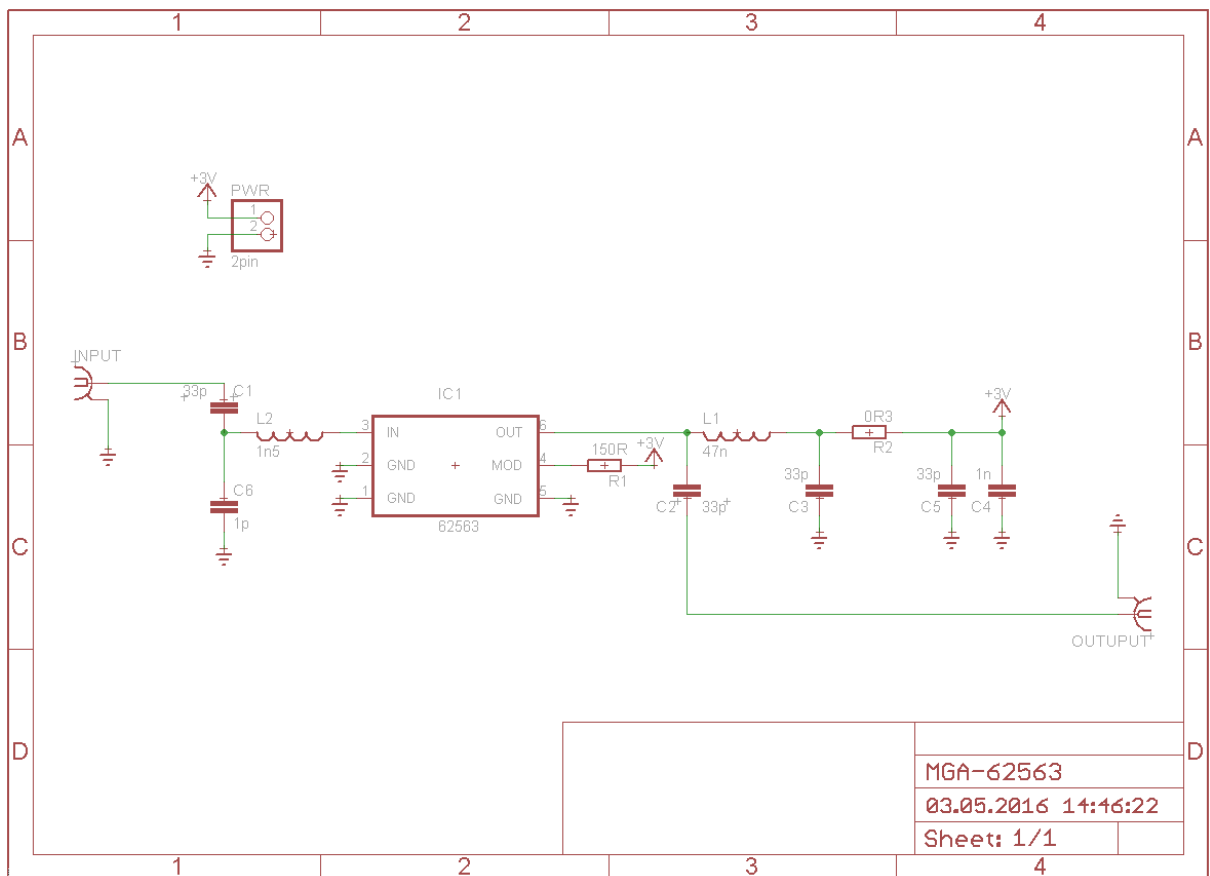 1 2 3 4
A A
+3V
PWR
1
2
2pin
B B
INPUT
33p C1
L2
1n5
C6
1p
IC1
3 IN OUT 6
2 GND MOD 4
1 GND GND 5
62563
150R
+3V
R1
L1
47n
C2 33p
33p
C3
0R3
R2
+3V
33p
C5
1n
C4
C C
OUTUPUT
D D
MGA-62563
03.05.2016 14:46:22
Sheet: 1/1
1 2 3 4